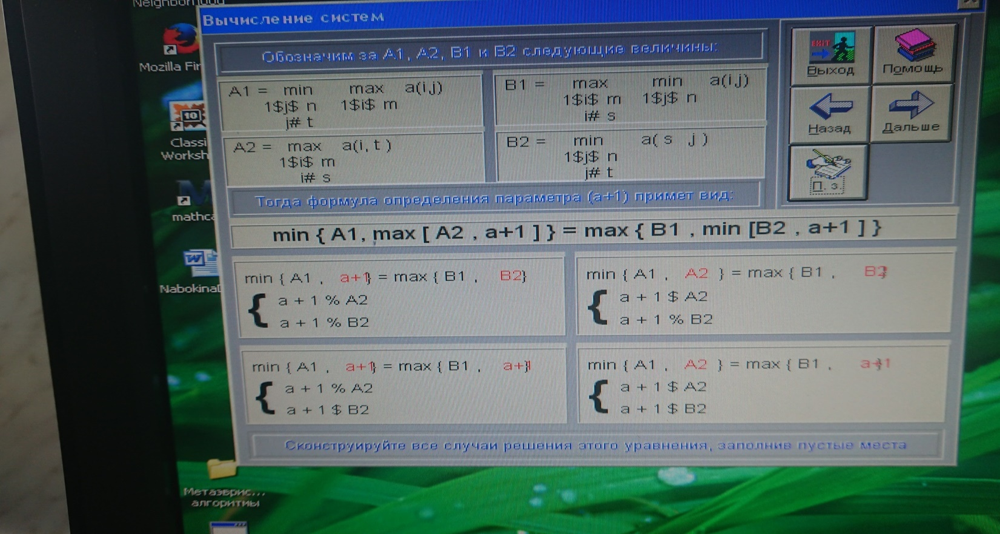 Neighborhood
Mozilla Fir
10
Classi
Worksh
mathca
W
NabokinaD
Метаэврис...
алгоритмы
Вычисление систем
Обозначим за A1, A2, B1 и B2 следующие величины:
A1 = min max a(i,j)
1$j$ n 1$i$ m
j# t
B1 = max min a(i,j)
1$i$ m 1$j$ n
i# s
A2 = max a(i, t )
1$i$ m
i# s
B2 = min a( s j )
1$j$ n
j# t
EXIT
Выход
Помощь
Назад
Дальше
П. з.
Тогда формула определения параметра (a+1) примет вид:
min { A1, max [ A2 , a+1 ] } = max { B1 , min [B2 , a+1 ] }
min { A1 , a+1} = max { B1 , B2}
{ a + 1 % A2
a + 1 % B2
min { A1 , A2 } = max { B1 , B2}
{ a + 1 $ A2
a + 1 % B2
min { A1 , a+1} = max { B1 , a+1}
{ a + 1 % A2
a + 1 $ B2
min { A1 , A2 } = max { B1 , a+1}
{ a + 1 $ A2
a + 1 $ B2
Сконструируйте все случаи решения этого уравнения, заполнив пустые места